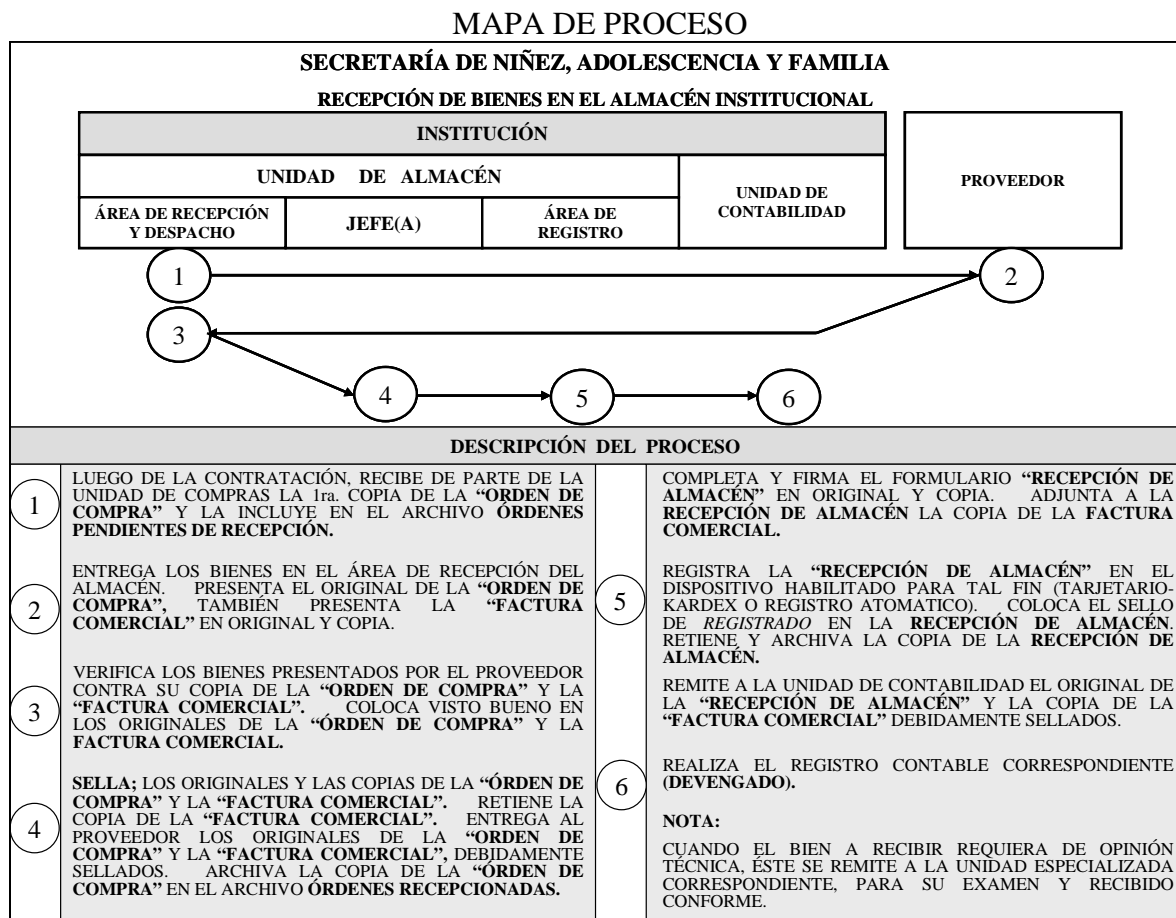 MAPA DE PROCESO
SECRETARÍA DE NIÑEZ, ADOLESCENCIA Y FAMILIA
RECEPCIÓN DE BIENES EN EL ALMACÉN INSTITUCIONAL
INSTITUCIÓN
UNIDAD DE ALMACÉN
UNIDAD DE
CONTABILIDAD
PROVEEDOR
ÁREA DE RECEPCIÓN
Y DESPACHO
JEFE(A)
ÁREA DE
REGISTRO
1
2
3
4
5
6
DESCRIPCIÓN DEL PROCESO
1
LUEGO DE LA CONTRATACIÓN, RECIBE DE PARTE DE LA
UNIDAD DE COMPRAS LA 1ra. COPIA DE LA “ORDEN DE
COMPRA” Y LA INCLUYE EN EL ARCHIVO ÓRDENES
PENDIENTES DE RECEPCIÓN.
2
ENTREGA LOS BIENES EN EL ÁREA DE RECEPCIÓN DEL
ALMACÉN. PRESENTA EL ORIGINAL DE LA “ORDEN DE
COMPRA”, TAMBIÉN PRESENTA LA “FACTURA
COMERCIAL” EN ORIGINAL Y COPIA.
3
VERIFICA LOS BIENES PRESENTADOS POR EL PROVEEDOR
CONTRA SU COPIA DE LA “ORDEN DE COMPRA” Y LA
“FACTURA COMERCIAL”. COLOCA VISTO BUENO EN
LOS ORIGINALES DE LA “ÓRDEN DE COMPRA” Y LA
FACTURA COMERCIAL.
4
SELLA; LOS ORIGINALES Y LAS COPIAS DE LA “ÓRDEN DE
COMPRA” Y LA “FACTURA COMERCIAL”. RETIENE LA
COPIA DE LA “FACTURA COMERCIAL”. ENTREGA AL
PROVEEDOR LOS ORIGINALES DE LA “ORDEN DE
COMPRA” Y LA “FACTURA COMERCIAL”, DEBIDAMENTE
SELLADOS. ARCHIVA LA COPIA DE LA “ÓRDEN DE
COMPRA” EN EL ARCHIVO ÓRDENES RECEPCIONADAS.
COMPLETA Y FIRMA EL FORMULARIO “RECEPCIÓN DE
ALMACÉN” EN ORIGINAL Y COPIA. ADJUNTA A LA
RECEPCIÓN DE ALMACÉN LA COPIA DE LA FACTURA
COMERCIAL.
5
REGISTRA LA “RECEPCIÓN DE ALMACÉN” EN EL
DISPOSITIVO HABILITADO PARA TAL FIN (TARJETARIO-
KARDEX O REGISTRO ATOMATICO). COLOCA EL SELLO
DE REGISTRADO EN LA RECEPCIÓN DE ALMACÉN.
RETIENE Y ARCHIVA LA COPIA DE LA RECEPCIÓN DE
ALMACÉN.
REMITE A LA UNIDAD DE CONTABILIDAD EL ORIGINAL DE
LA “RECEPCIÓN DE ALMACÉN” Y LA COPIA DE LA
“FACTURA COMERCIAL” DEBIDAMENTE SELLADOS.
6
REALIZA EL REGISTRO CONTABLE CORRESPONDIENTE
(DEVENGADO).
NOTA:
CUANDO EL BIEN A RECIBIR REQUIERA DE OPINIÓN
TÉCNICA, ÉSTE SE REMITE A LA UNIDAD ESPECIALIZADA
CORRESPONDIENTE, PARA SU EXAMEN Y RECIBIDO
CONFORME.